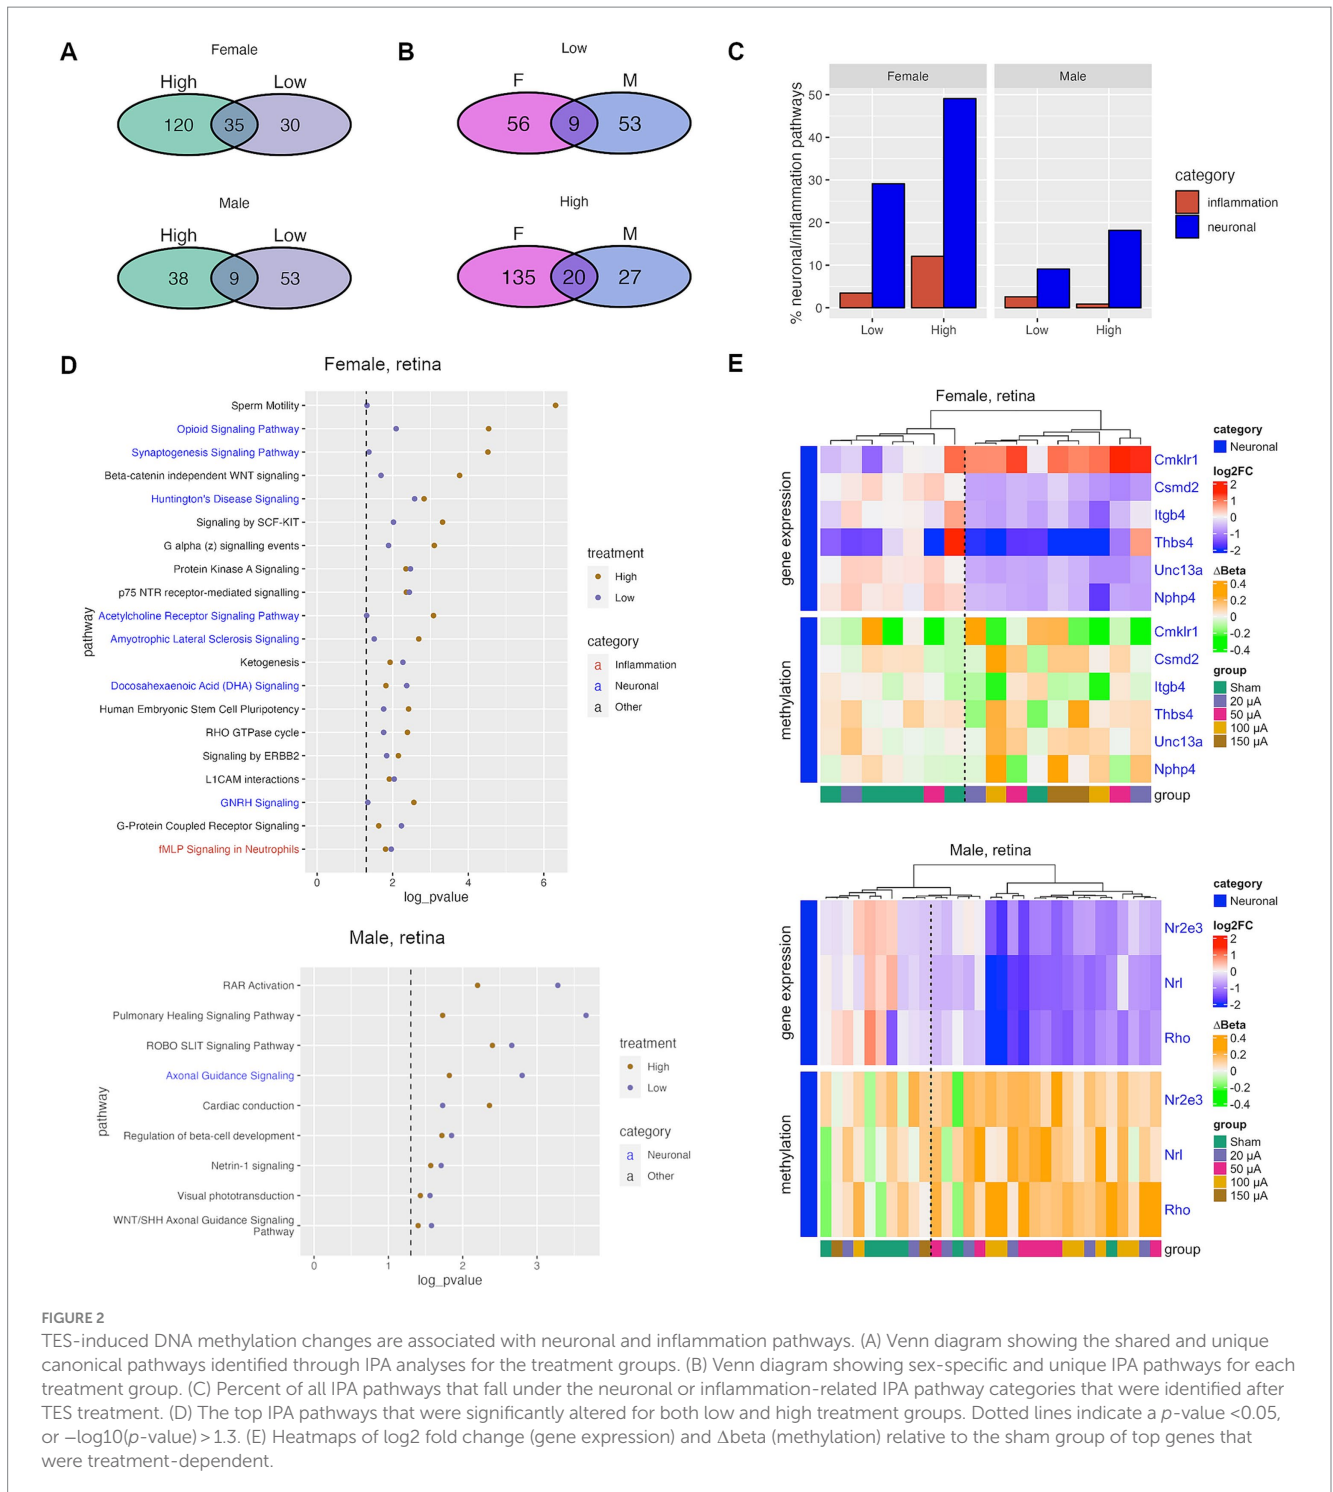 A
Female
High
Low
120
35
30
Male
High
Low
38
9
53
B
Low
F
M
56
9
53
High
F
M
135
20
27
C
% neuronal/inflammation pathways
50
40
30
20
10
0
Female
Male
Low
High
Low
High
category
inflammation
neuronal
D
Female, retina
pathway
Sperm Motility
Opioid Signaling Pathway
Synaptogenesis Signaling Pathway
Beta-catenin independent WNT signaling
Huntington's Disease Signaling
Signaling by SCF-KIT
G alpha (z) signalling events
Protein Kinase A Signaling
p75 NTR receptor-mediated signalling
Acetylcholine Receptor Signaling Pathway
Amyotrophic Lateral Sclerosis Signaling
Ketogenesis
Docosahexaenoic Acid (DHA) Signaling
Human Embryonic Stem Cell Pluripotency
RHO GTPase cycle
Signaling by ERBB2
L1CAM interactions
GNRH Signaling
G-Protein Coupled Receptor Signaling
fMLP Signaling in Neutrophils
0
2
4
6
log_pvalue
treatment
High
Low
category
a Inflammation
a Neuronal
a Other
Male, retina
pathway
RAR Activation
Pulmonary Healing Signaling Pathway
ROBO SLIT Signaling Pathway
Axonal Guidance Signaling
Cardiac conduction
Regulation of beta-cell development
Netrin-1 signaling
Visual phototransduction
WNT/SHH Axonal Guidance Signaling
Pathway
0
1
2
3
log_pvalue
treatment
High
Low
category
a Neuronal
a Other
E
Female, retina
gene expression
Cmklr1
Csmd2
Itgb4
Thbs4
Unc13a
Nphp4
methylation
Cmklr1
Csmd2
Itgb4
Thbs4
Unc13a
Nphp4
group
category
Neuronal
log2FC
2
1
0
-1
-2
ΔBeta
0.4
0.2
0
-0.2
-0.4
group
Sham
20 µA
50 µA
100 µA
150 µA
Male, retina
gene expression
Nr2e3
Nrl
Rho
methylation
Nr2e3
Nrl
Rho
group
category
Neuronal
log2FC
2
1
0
-1
-2
ΔBeta
0.4
0.2
0
-0.2
-0.4
group
Sham
20 µA
50 µA
100 µA
150 µA
FIGURE 2
TES-induced DNA methylation changes are associated with neuronal and inflammation pathways. (A) Venn diagram showing the shared and unique
canonical pathways identified through IPA analyses for the treatment groups. (B) Venn diagram showing sex-specific and unique IPA pathways for each
treatment group. (C) Percent of all IPA pathways that fall under the neuronal or inflammation-related IPA pathway categories that were identified after
TES treatment. (D) The top IPA pathways that were significantly altered for both low and high treatment groups. Dotted lines indicate a p-value <0.05,
or −log10(p-value) > 1.3. (E) Heatmaps of log2 fold change (gene expression) and Δbeta (methylation) relative to the sham group of top genes that
were treatment-dependent.